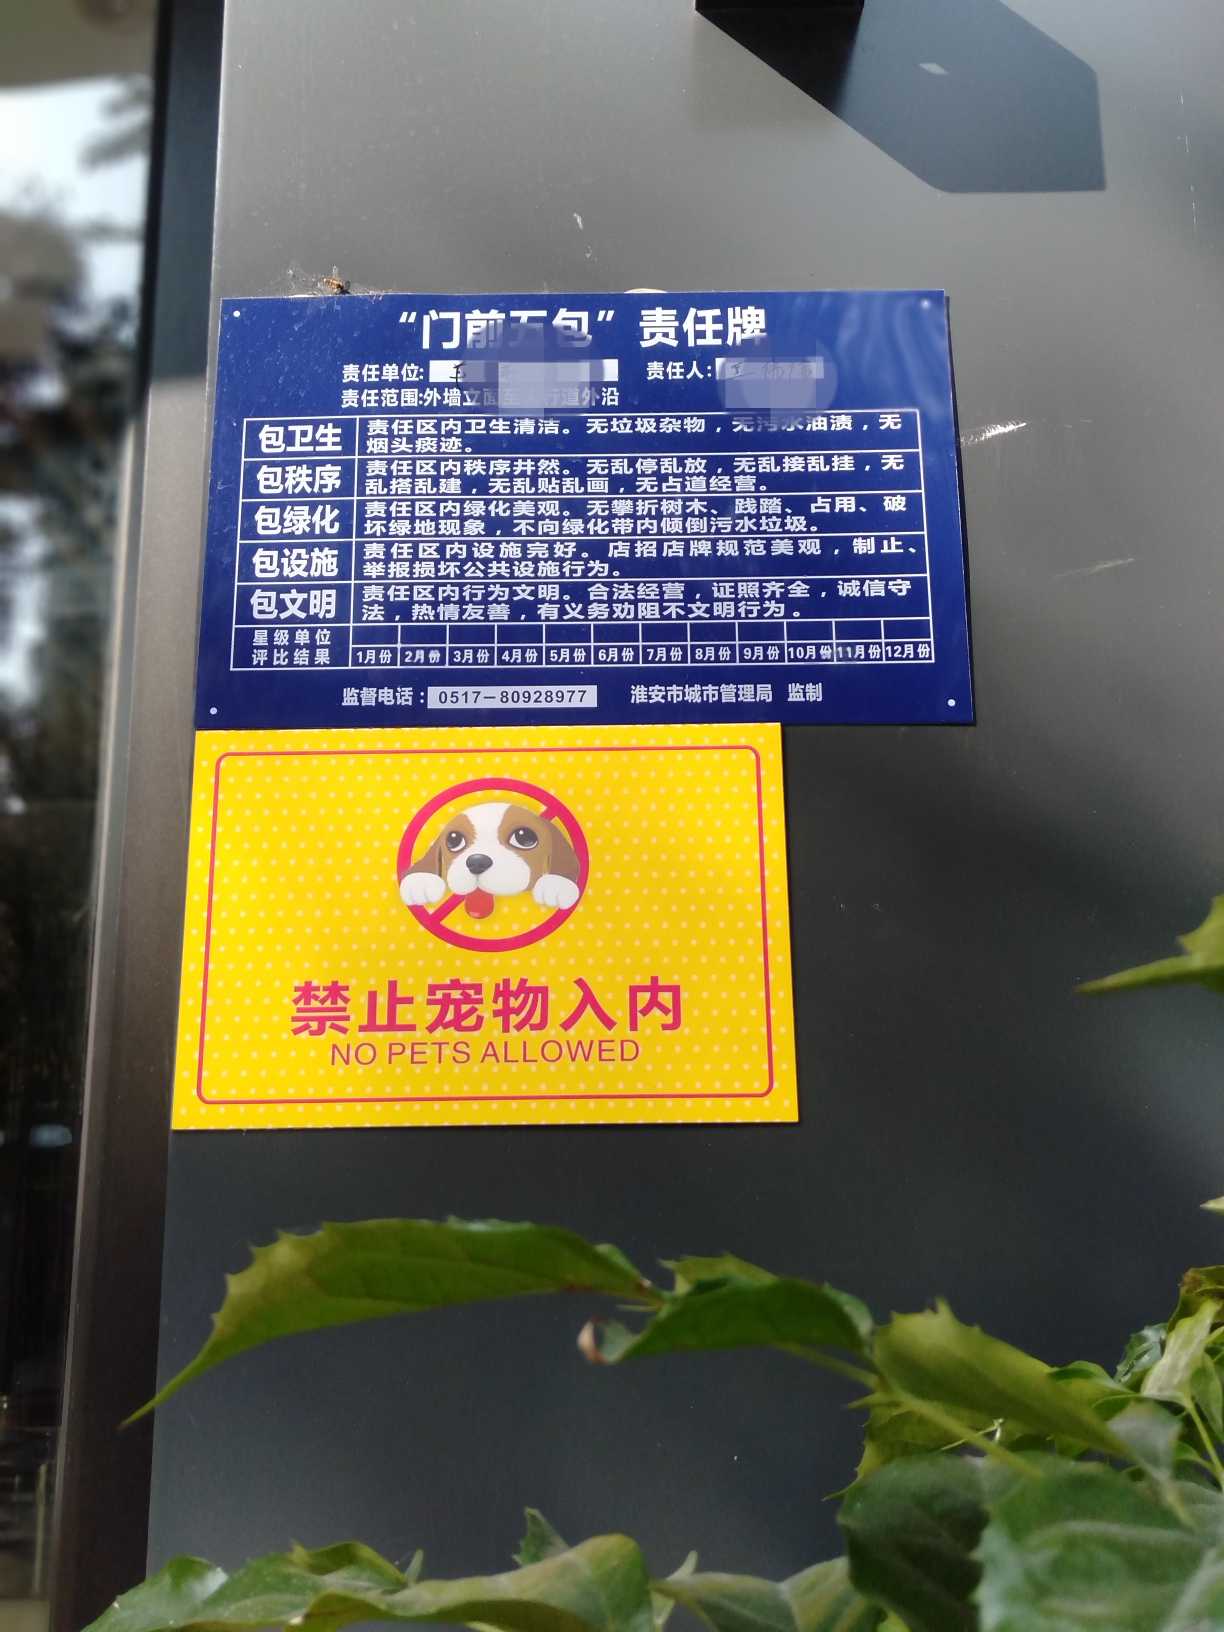 “门前五包”责任牌
责任单位: 责任人:
责任范围:外墙立面至人行道外沿
包卫生 责任区内卫生清洁。无垃圾杂物，无污水油渍，无
烟头痰迹。
包秩序 责任区内秩序井然。无乱停乱放，无乱接乱挂，无
乱搭乱建，无乱贴乱画，无占道经营。
包绿化 责任区内绿化美观。无攀折树木、践踏、占用、破
坏绿地现象，不向绿化带内倾倒污水垃圾。
包设施 责任区内设施完好。店招店牌规范美观，制止、
举报损坏公共设施行为。
包文明 责任区内行为文明。合法经营，证照齐全，诚信守
法，热情友善，有义务劝阻不文明行为。
星级单位
评比结果 1月份 2月份 3月份 4月份 5月份 6月份 7月份 8月份 9月份 10月份 11月份 12月份
监督电话: 0517-80928977 淮安市城市管理局 监制
禁止宠物入内
NO PETS ALLOWED